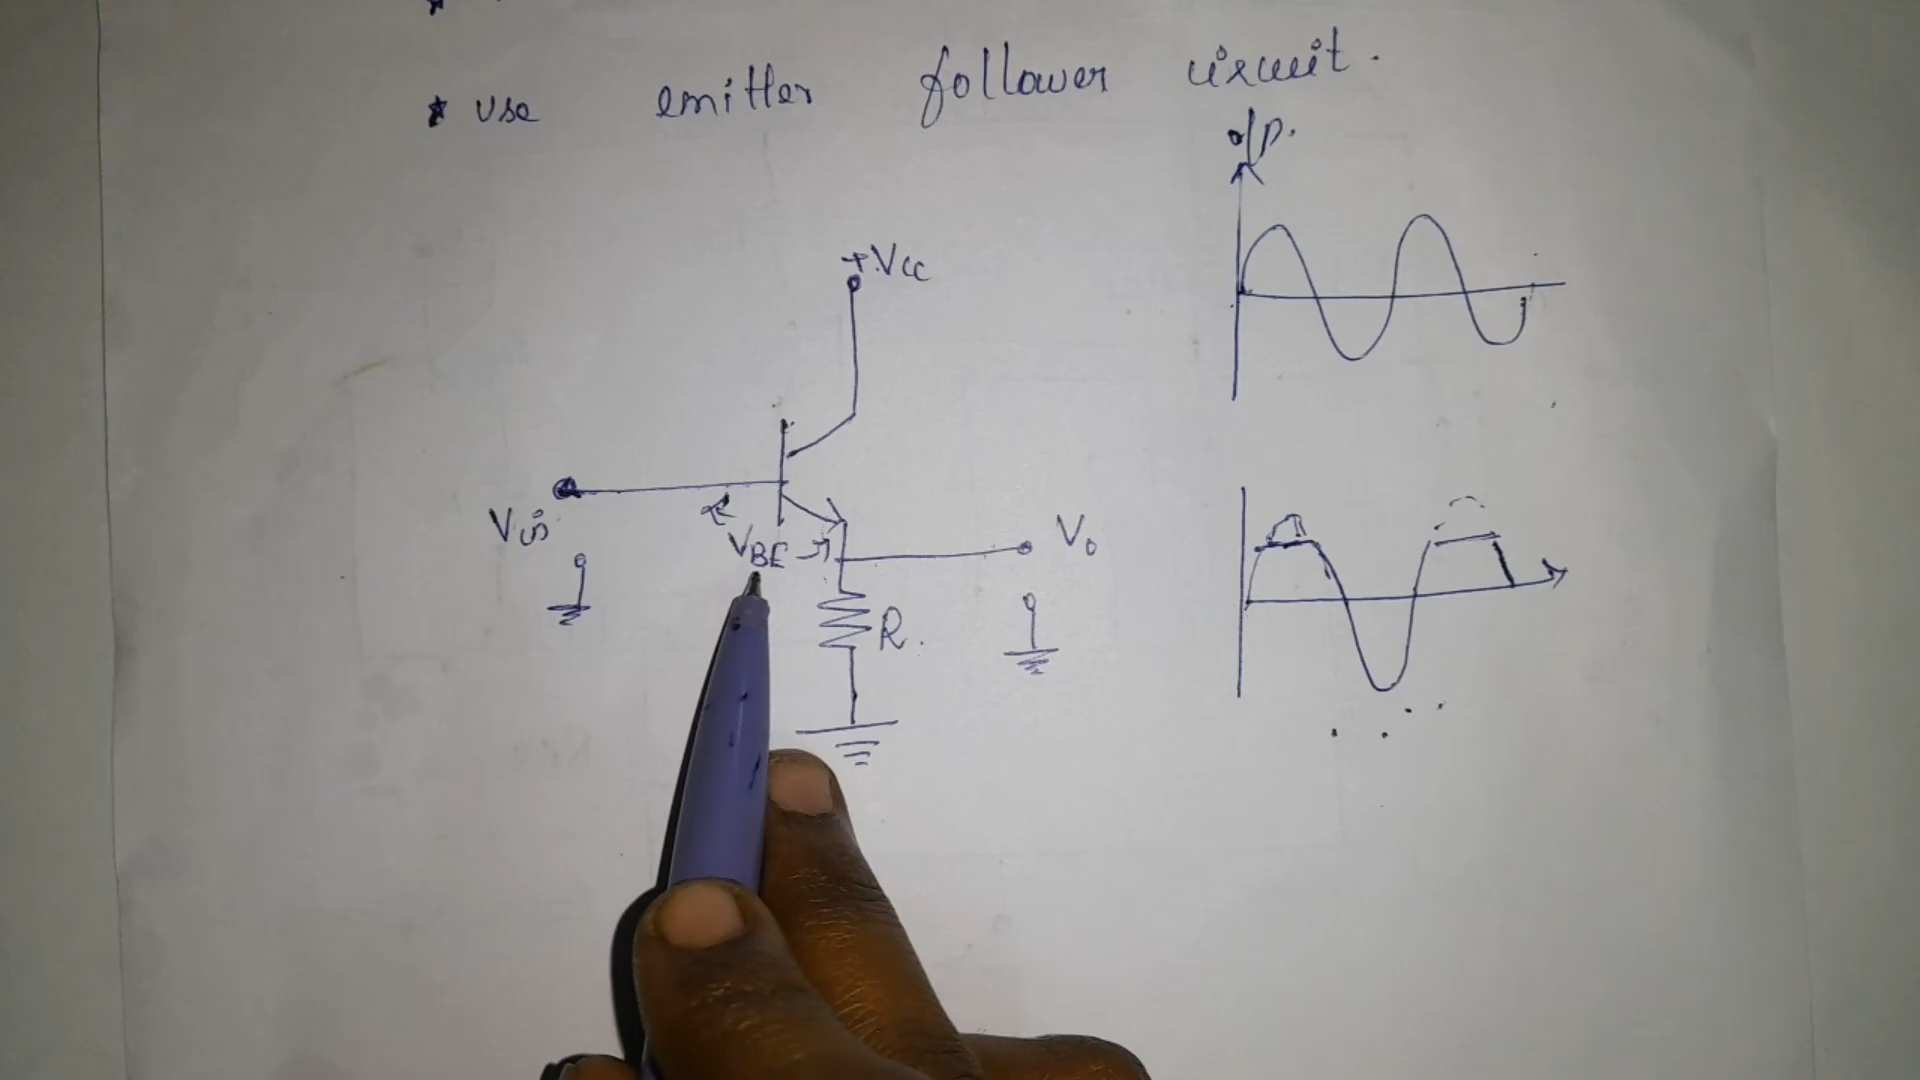 * Use emitter follower circuit.
o/p.
+Vcc
Vin
VBE
Vo
R.